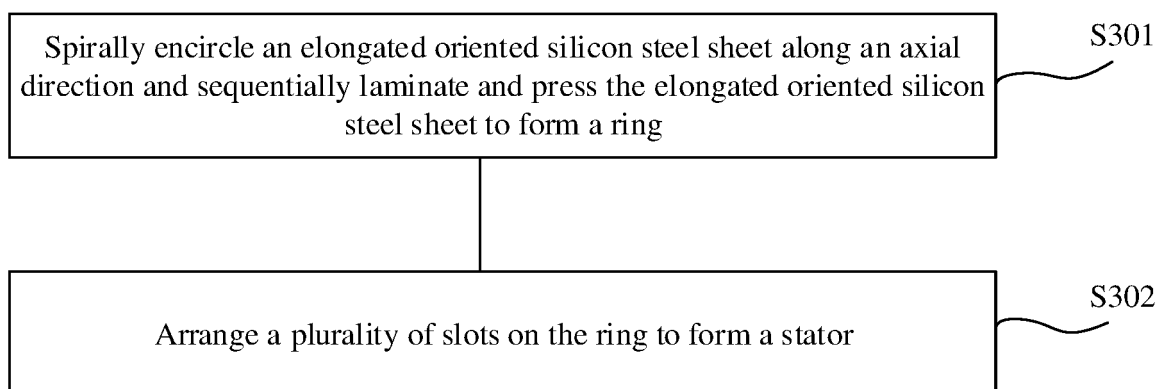 Spirally encircle an elongated oriented silicon steel sheet along an axial
S301
direction and sequentially laminate and press the elongated oriented silicon
steel sheet to form a ring
S302
Arrange a plurality of slots on the ring to form a stator